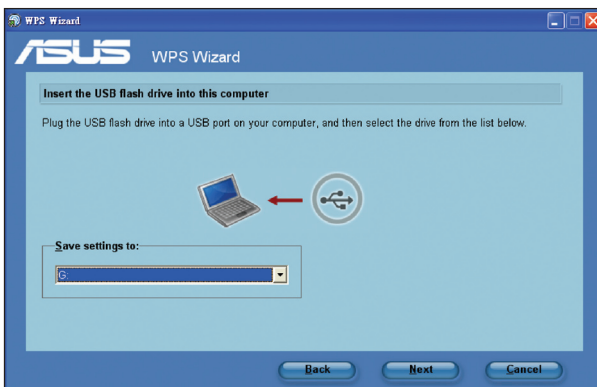 WPS Wizard
ASUS WPS Wizard
Insert the USB flash drive into this computer
Plug the USB flash drive into a USB port on your computer, and then select the drive from the list below.
Save settings to:
G:
Back Next Cancel